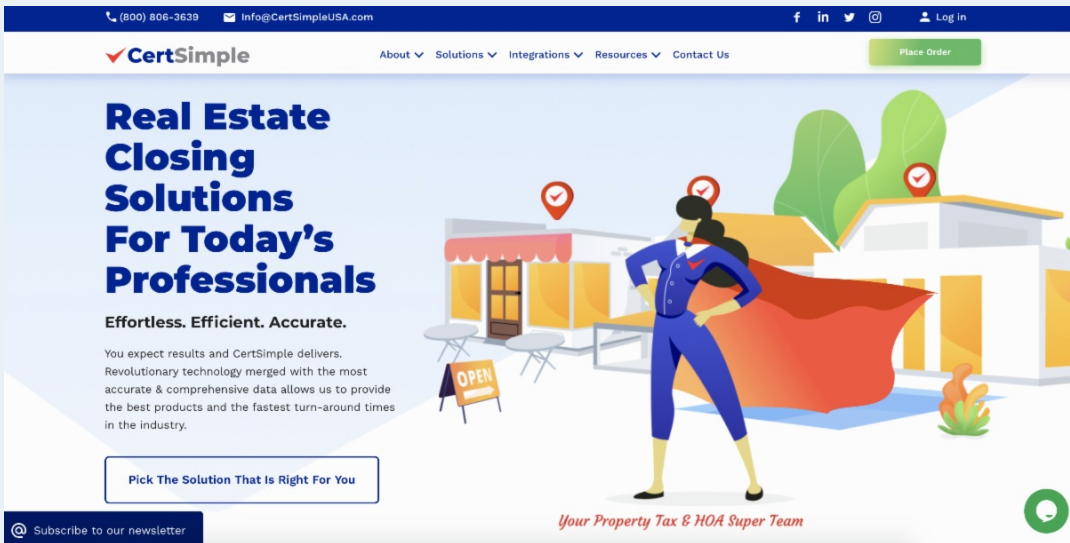 (800) 806-3639 Info@CertSimpleUSA.com Log in
CertSimple About Solutions Integrations Resources Contact Us Place Order
Real Estate
Closing
Solutions
For Today's
Professionals
Effortless. Efficient. Accurate.
You expect results and CertSimple delivers.
Revolutionary technology merged with the most
accurate & comprehensive data allows us to provide
the best products and the fastest turn-around times
in the industry.
Pick The Solution That Is Right For You
OPEN
Your Property Tax & HOA Super Team
@ Subscribe to our newsletter